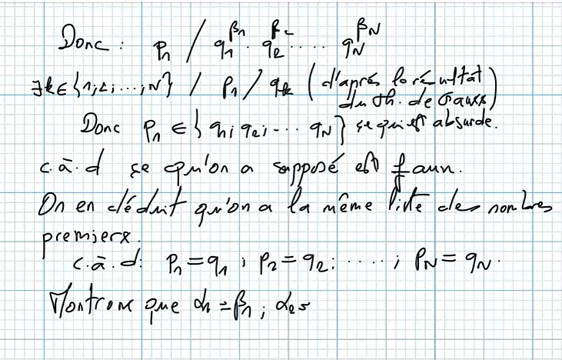 Donc : p₁ / q₁^β₁ . q₂^β₂ .... q_N^β_N
∃k∈{1;2;...;N} / p₁ / q_k (d'après le résultat
du th. de Gauss)
Donc p₁ ∈ {q₁; q₂; ... q_N} ce qui est absurde.
c.à.d ce qu'on a supposé est faux.
On en déduit qu'on a la même liste des nombres
premiers.
c.à.d: p₁ = q₁ ; p₂ = q₂ ; ..... ; p_N = q_N.
Montrons que α₁ = β₁ ; α₂